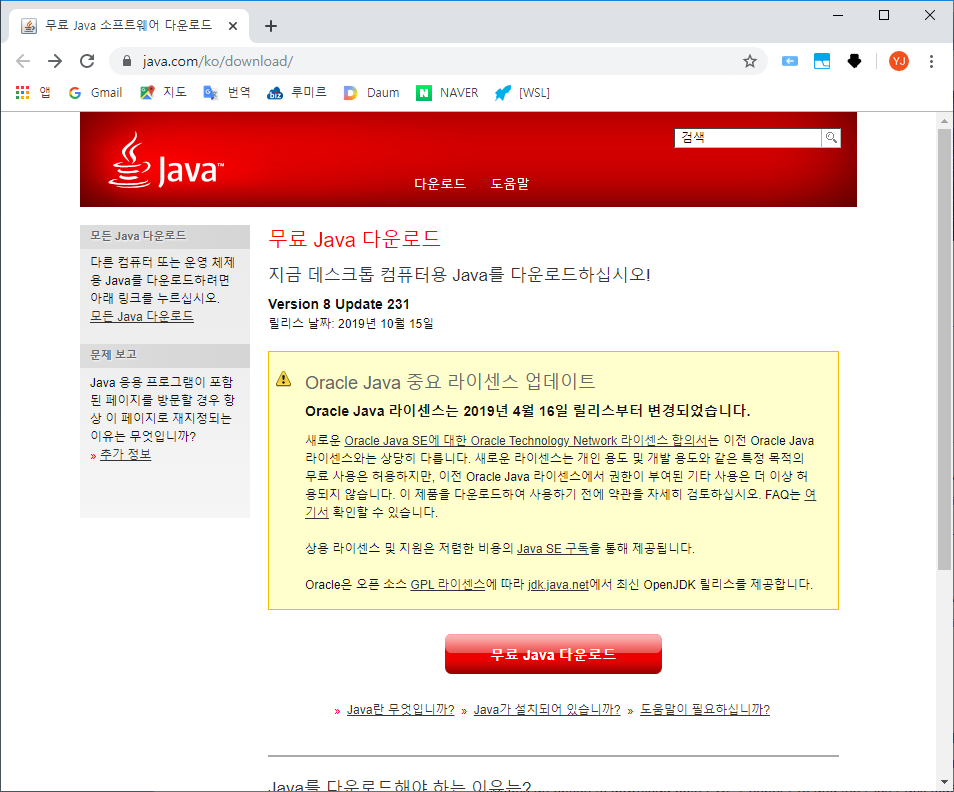 무료 Java 소프트웨어 다운로드
java.com/ko/download/
YJ
앱 Gmail 지도 번역 루미르 Daum NAVER [WSL]
Java™
검색
다운로드 도움말
모든 Java 다운로드
다른 컴퓨터 또는 운영 체제
용 Java를 다운로드하려면
아래 링크를 누르십시오.
모든 Java 다운로드
문제 보고
Java 응용 프로그램이 포함
된 페이지를 방문할 경우 항
상 이 페이지로 재지정되는
이유는 무엇입니까?
» 추가 정보
무료 Java 다운로드
지금 데스크톱 컴퓨터용 Java를 다운로드하십시오!
Version 8 Update 231
릴리스 날짜: 2019년 10월 15일
Oracle Java 중요 라이센스 업데이트
Oracle Java 라이센스는 2019년 4월 16일 릴리스부터 변경되었습니다.
새로운 Oracle Java SE에 대한 Oracle Technology Network 라이센스 합의서는 이전 Oracle Java
라이센스와는 상당히 다릅니다. 새로운 라이센스는 개인 용도 및 개발 용도와 같은 특정 목적의
무료 사용은 허용하지만, 이전 Oracle Java 라이센스에서 권한이 부여된 기타 사용은 더 이상 허
용되지 않습니다. 이 제품을 다운로드하여 사용하기 전에 약관을 자세히 검토하십시오. FAQ는 여
기서 확인할 수 있습니다.
상용 라이센스 및 지원은 저렴한 비용의 Java SE 구독을 통해 제공됩니다.
Oracle은 오픈 소스 GPL 라이센스에 따라 jdk.java.net에서 최신 OpenJDK 릴리스를 제공합니다.
무료 Java 다운로드
» Java란 무엇입니까? » Java가 설치되어 있습니까? » 도움말이 필요하십니까?
Java를 다운로드해야 하는 이유는?